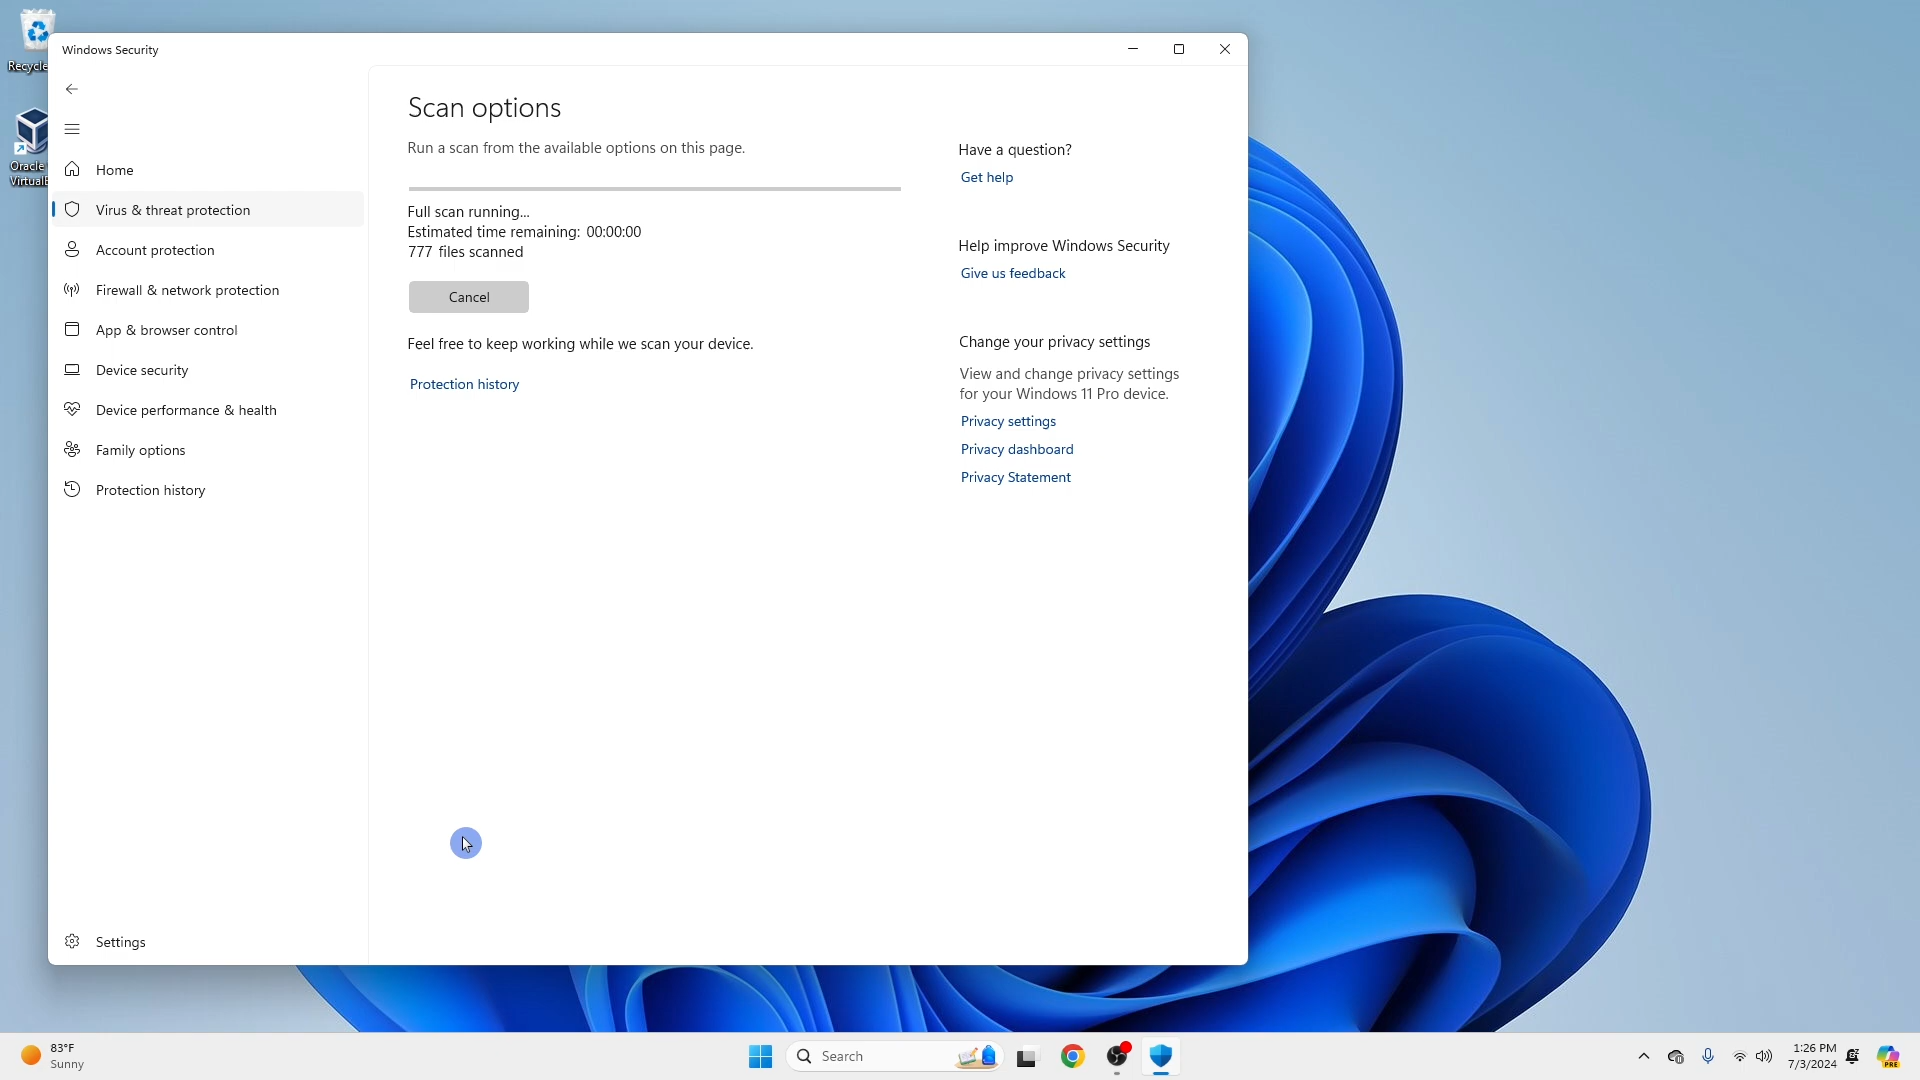 Recycle
Oracle
VirtualB
Windows Security
Home
Virus & threat protection
Account protection
Firewall & network protection
App & browser control
Device security
Device performance & health
Family options
Protection history
Settings
Scan options
Run a scan from the available options on this page.
Full scan running...
Estimated time remaining: 00:00:00
777 files scanned
Cancel
Feel free to keep working while we scan your device.
Protection history
Have a question?
Get help
Help improve Windows Security
Give us feedback
Change your privacy settings
View and change privacy settings
for your Windows 11 Pro device.
Privacy settings
Privacy dashboard
Privacy Statement
83°F
Sunny
Search
1:26 PM
7/3/2024
PRE